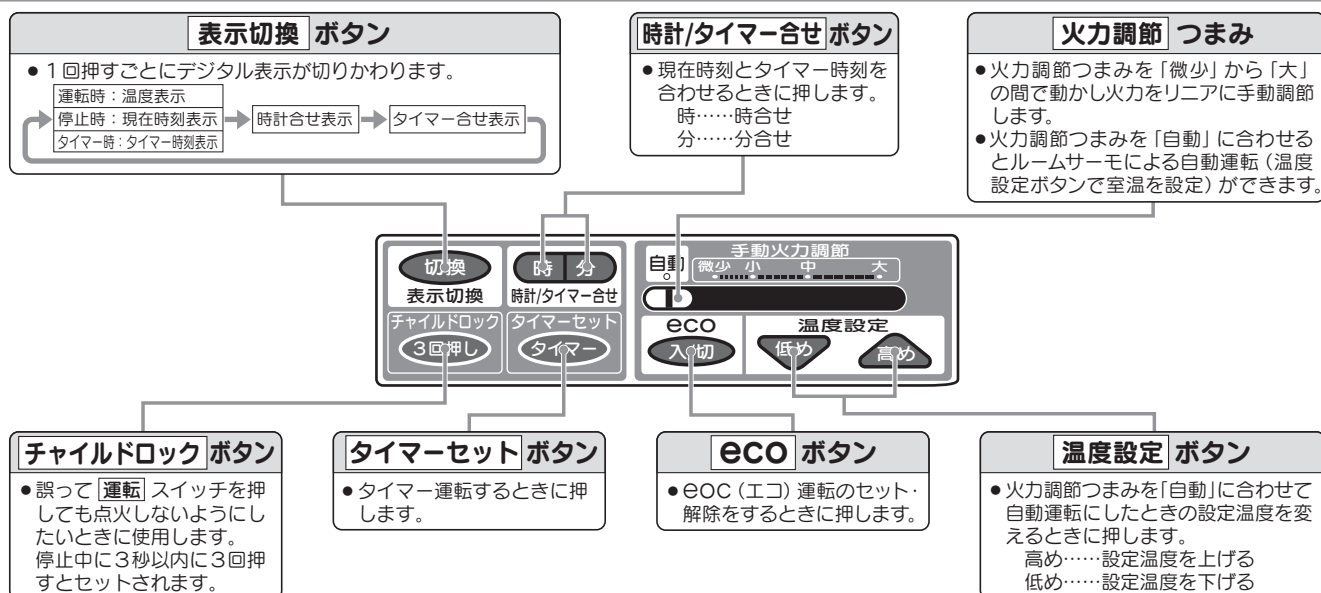 表示切換 ボタン
● 1回押すごとにデジタル表示が切りかわります。
運転時：温度表示
停止時：現在時刻表示
タイマー時：タイマー時刻表示
時計合せ表示
タイマー合せ表示
時計/タイマー合せ ボタン
●現在時刻とタイマー時刻を
合わせるときに押します。
時……時合せ
分……分合せ
火力調節 つまみ
●火力調節つまみを「微少」から「大」
の間で動かし火力をリニアに手動調節
します。
●火力調節つまみを「自動」に合わせる
とルームサーモによる自動運転（温度
設定ボタンで室温を設定）ができます。
切換
表示切換
時 分
時計/タイマー合せ
チャイルドロック
3回押し
タイマーセット
タイマー
自動
手動火力調節
微少 小 中 大
eco
入/切
温度設定
低め
高め
チャイルドロック ボタン
●誤って 運転 スイッチを押
しても点火しないようにし
たいときに使用します。
停止中に3秒以内に3回押
すとセットされます。
タイマーセット ボタン
●タイマー運転するときに押
します。
eco ボタン
●eoc（エコ）運転のセット・
解除をするときに押します。
温度設定 ボタン
●火力調節つまみを「自動」に合わせて
自動運転にしたときの設定温度を変
えるときに押します。
高め……設定温度を上げる
低め……設定温度を下げる